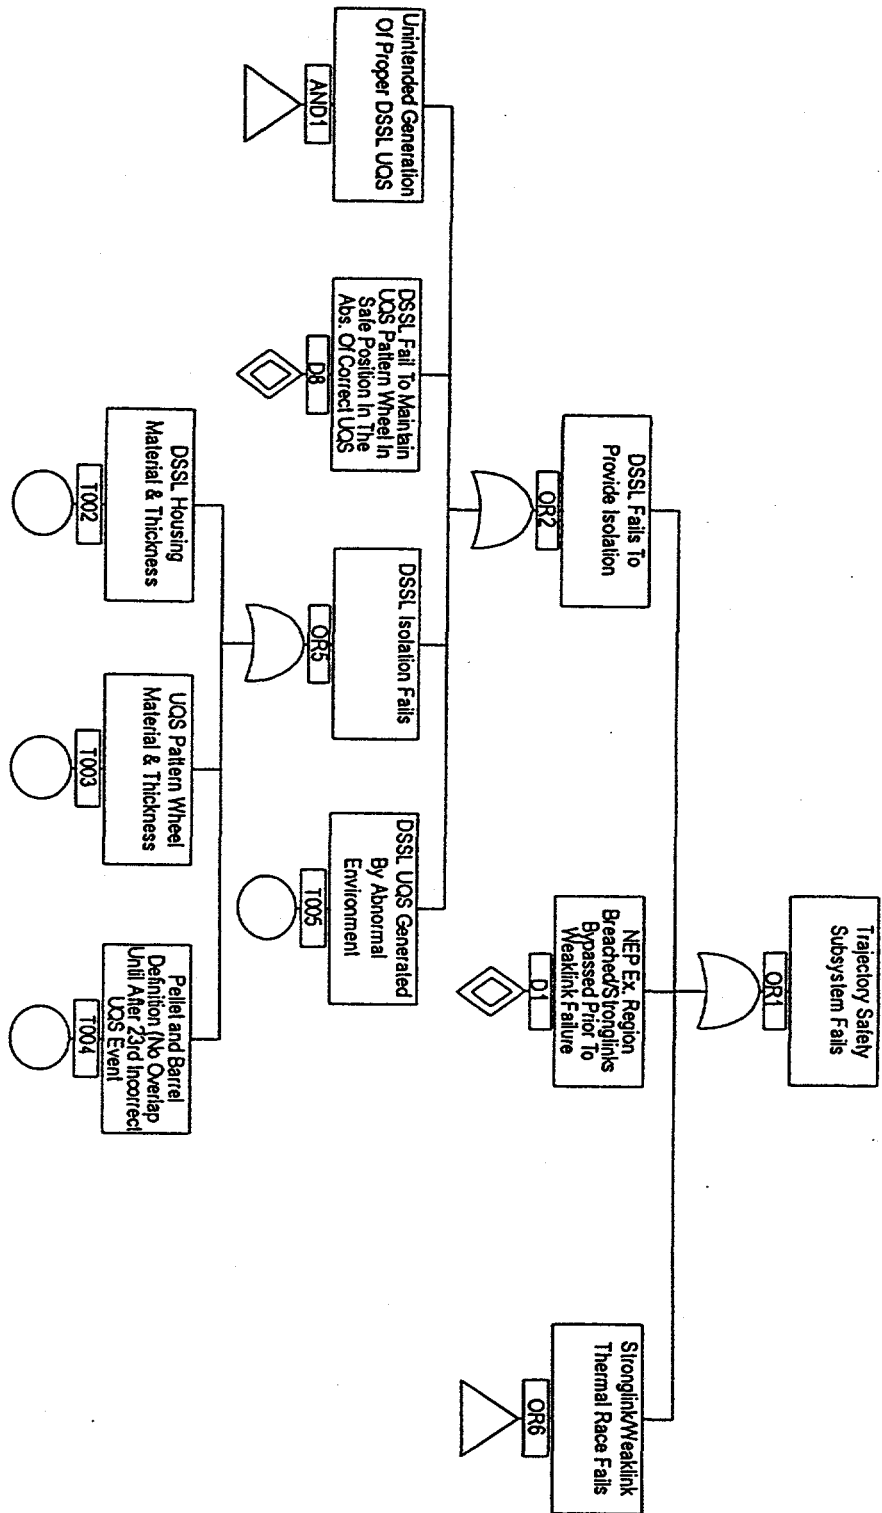 Trajectory Safety
Subsystem Fails
OR1
DSSL Fails To
Provide Isolation
OR2
NEP Ex. Region
Breached/Stronglinks
Bypassed Prior To
Weaklink Failure
D1
Stronglink/Weaklink
Thermal Race Fails
OR6
Unintended Generation
Of Proper DSSL UQS
AND1
DSSL Fail To Maintain
UQS Pattern Wheel In
Safe Position In The
Abs. Of Correct UQS
D8
DSSL Isolation Fails
OR5
DSSL UQS Generated
By Abnormal
Environment
T005
DSSL Housing
Material & Thickness
T002
UQS Pattern Wheel
Material & Thickness
T003
Pellet and Barrel
Definition (No Overlap
Until After 23rd Incorrect
UQS Event
T004